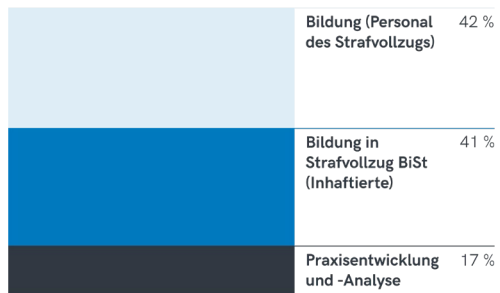 Bildung (Personal 42 %
des Strafvollzugs)
Bildung in 41 %
Strafvollzug BiSt
(Inhaftierte)
Praxisentwicklung 17 %
und -Analyse